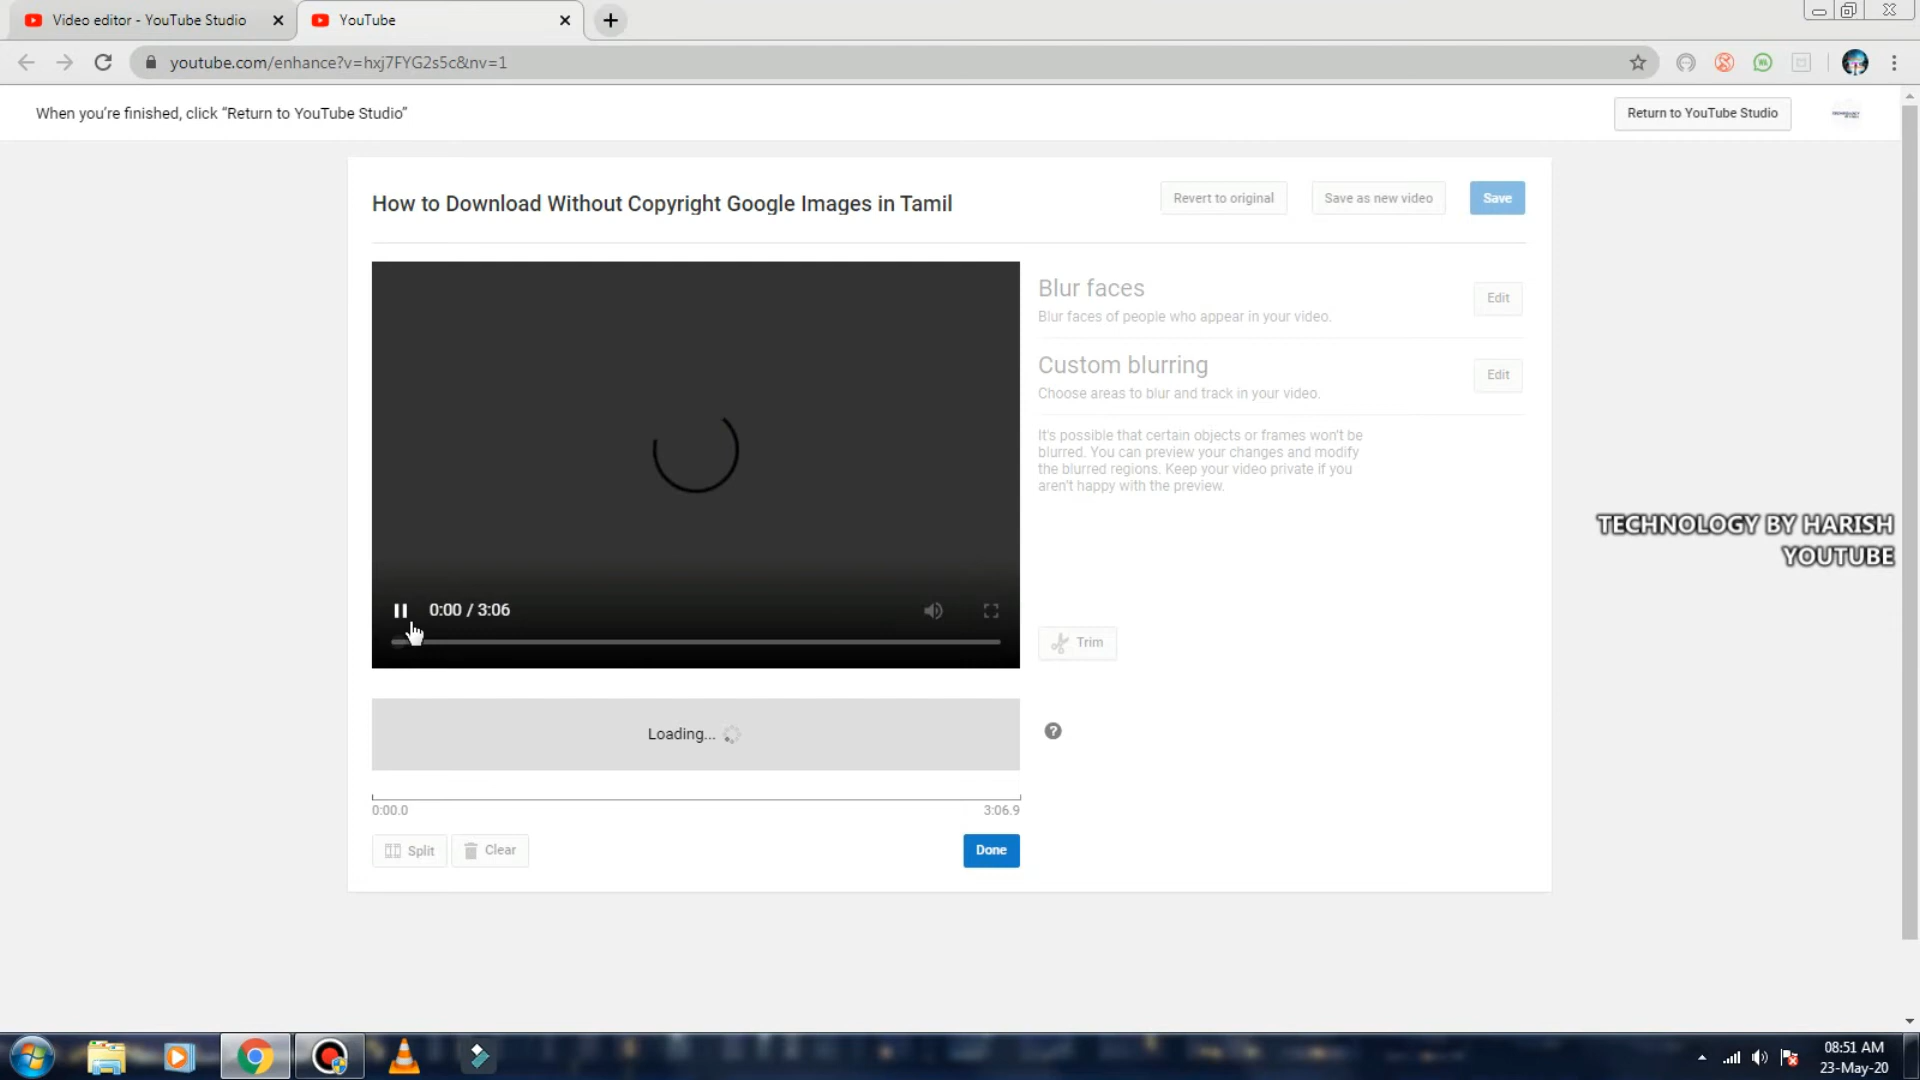 Video editor - YouTube Studio
YouTube
youtube.com/enhance?v=hxj7FYG2s5c&nv=1
When you're finished, click “Return to YouTube Studio”
Return to YouTube Studio
How to Download Without Copyright Google Images in Tamil
Revert to original
Save as new video
Save
Blur faces
Edit
Blur faces of people who appear in your video.
Custom blurring
Edit
Choose areas to blur and track in your video.
It's possible that certain objects or frames won't be
blurred. You can preview your changes and modify
the blurred regions. Keep your video private if you
aren't happy with the preview.
TECHNOLOGY BY HARISH
YOUTUBE
0:00 / 3:06
Trim
Loading...
?
0:00.0
3:06.9
Split
Clear
Done
08:51 AM
23-May-20